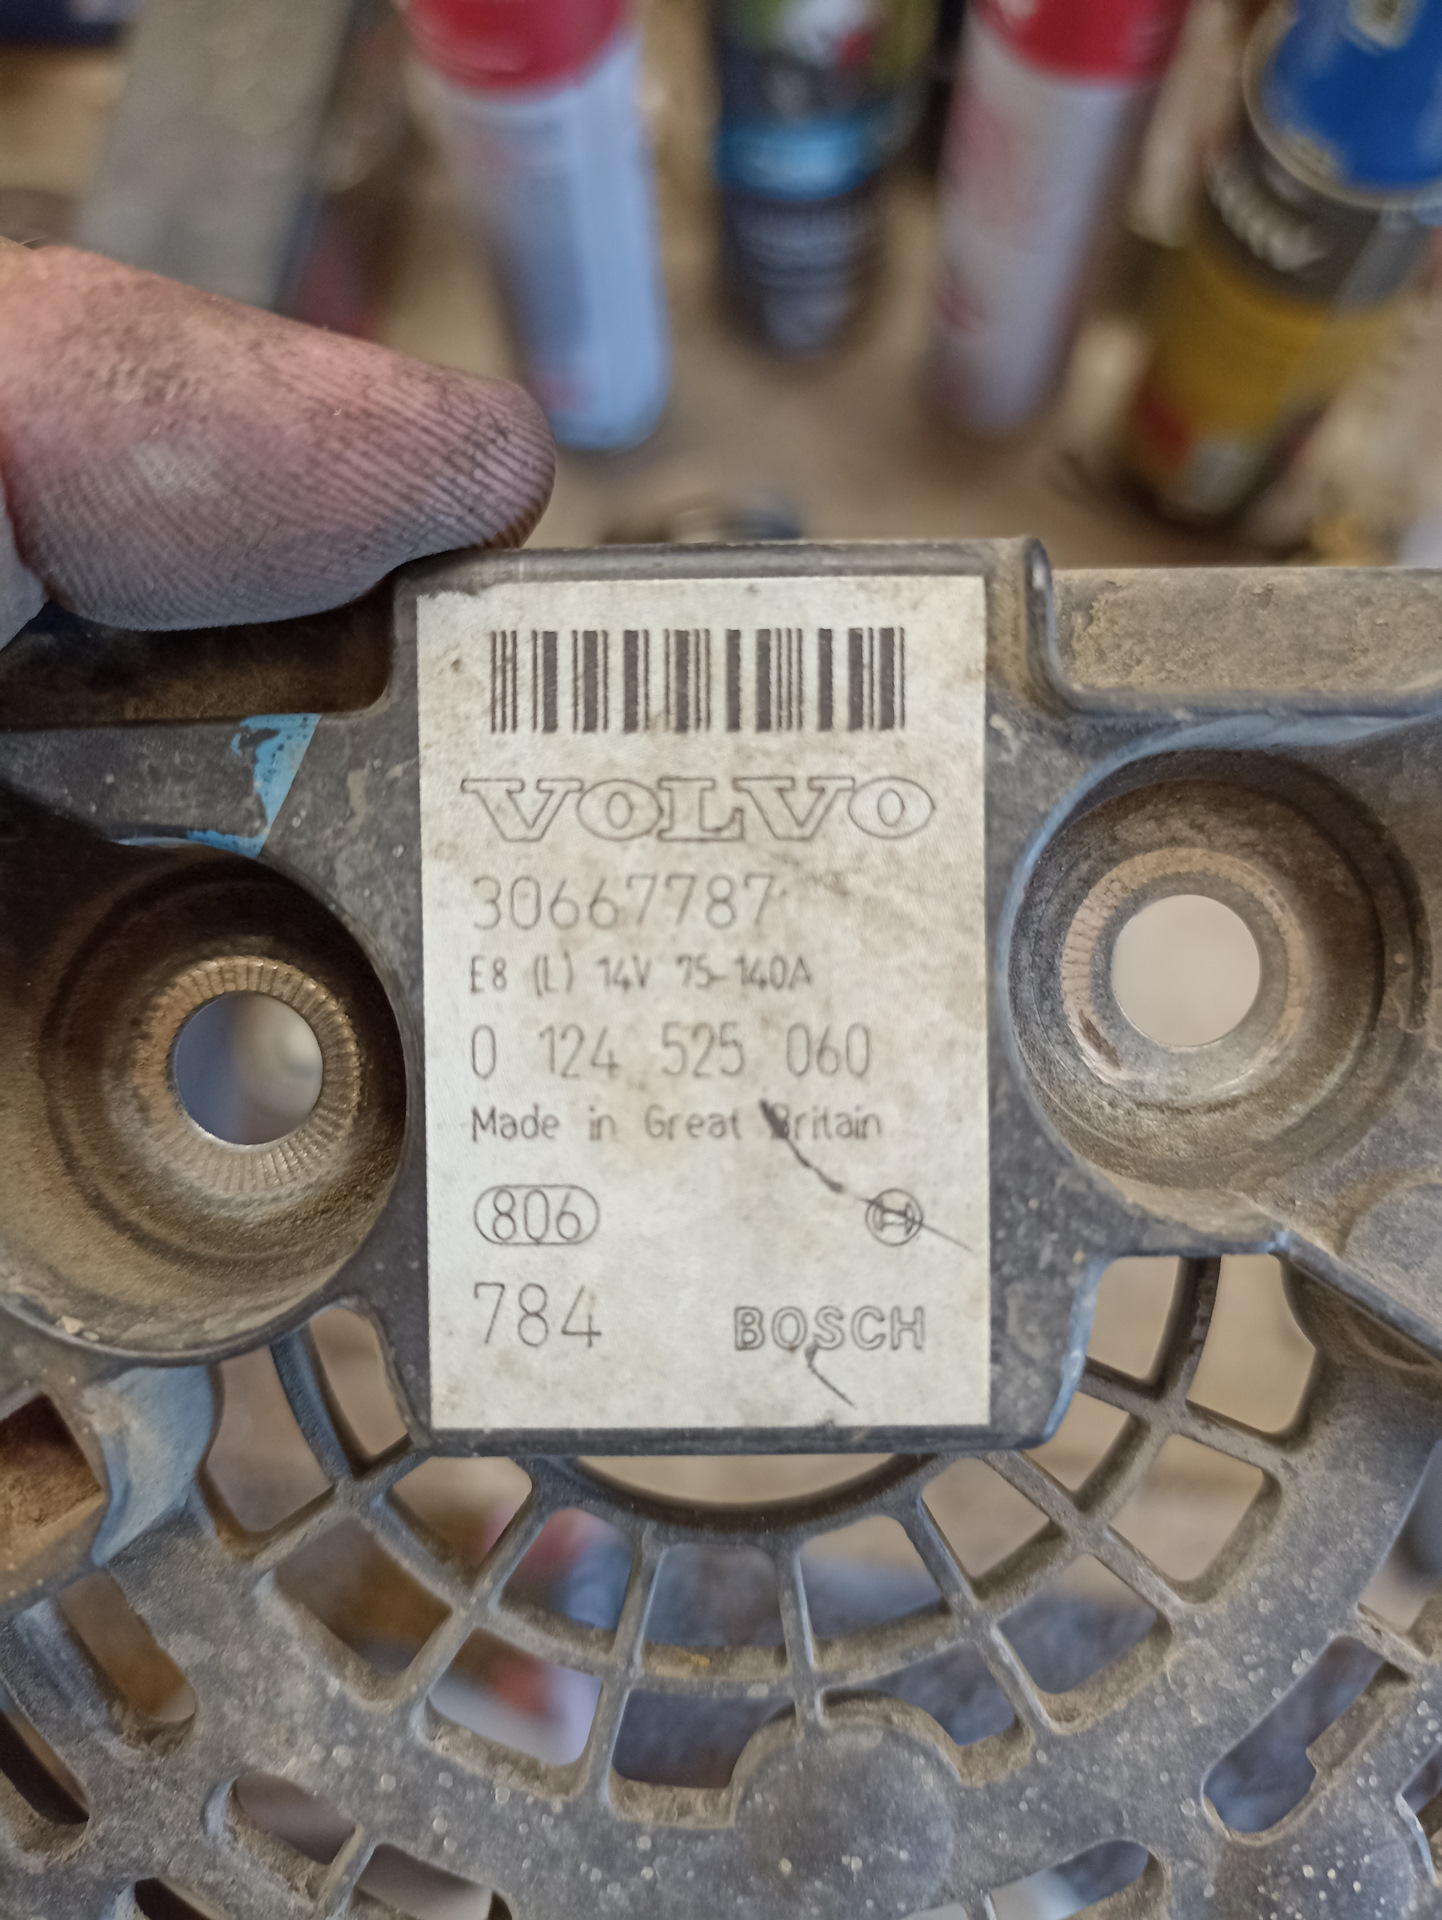 VOLVO
30667787
E8 (L) 14V 75-140A
0 124 525 060
Made in Great Britain
806
784 BOSCH